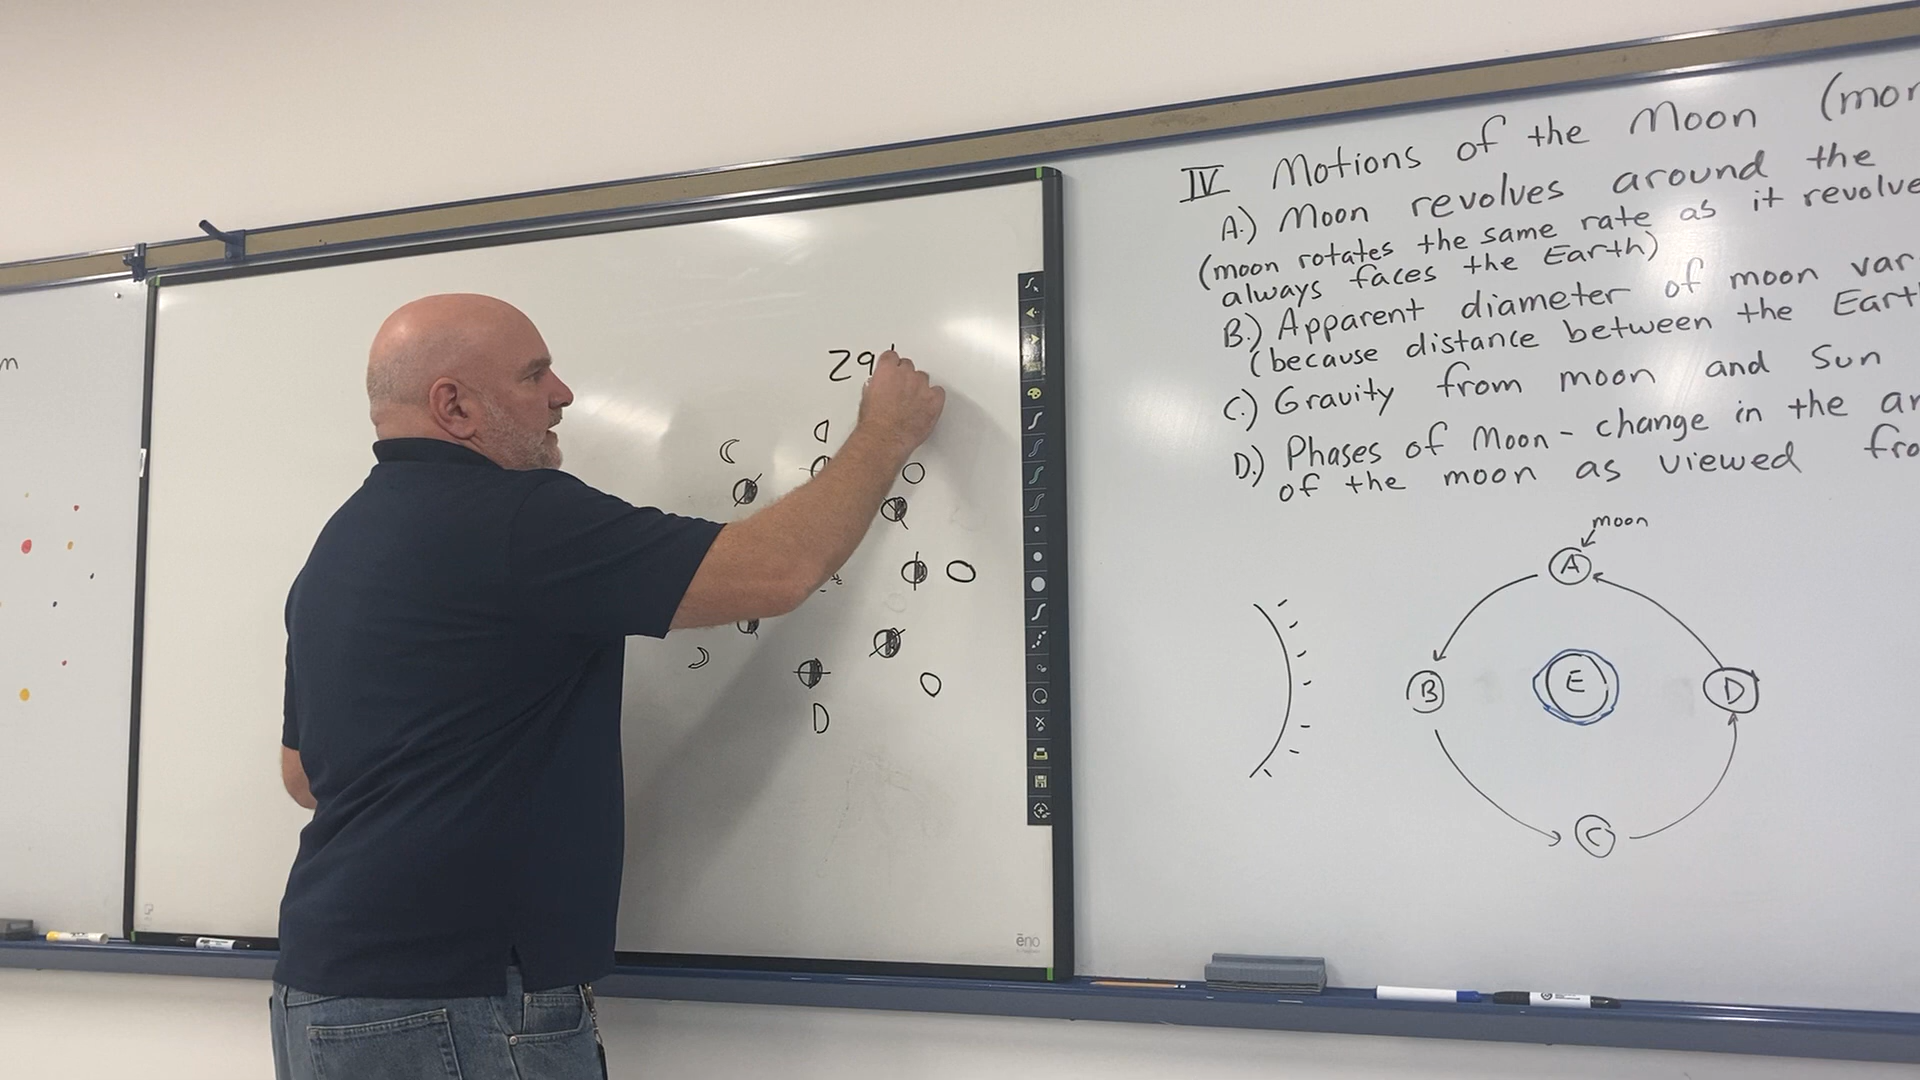 m
29
D
ēno
IV Motions of the Moon (mor
A.) Moon revolves around the
(moon rotates the same rate as it revolve
always faces the Earth)
B.) Apparent diameter of moon var
(because distance between the Eart
C.) Gravity from moon and Sun
D.) Phases of Moon - change in the ar
of the moon as viewed fro
moon
A
B
E
D
C